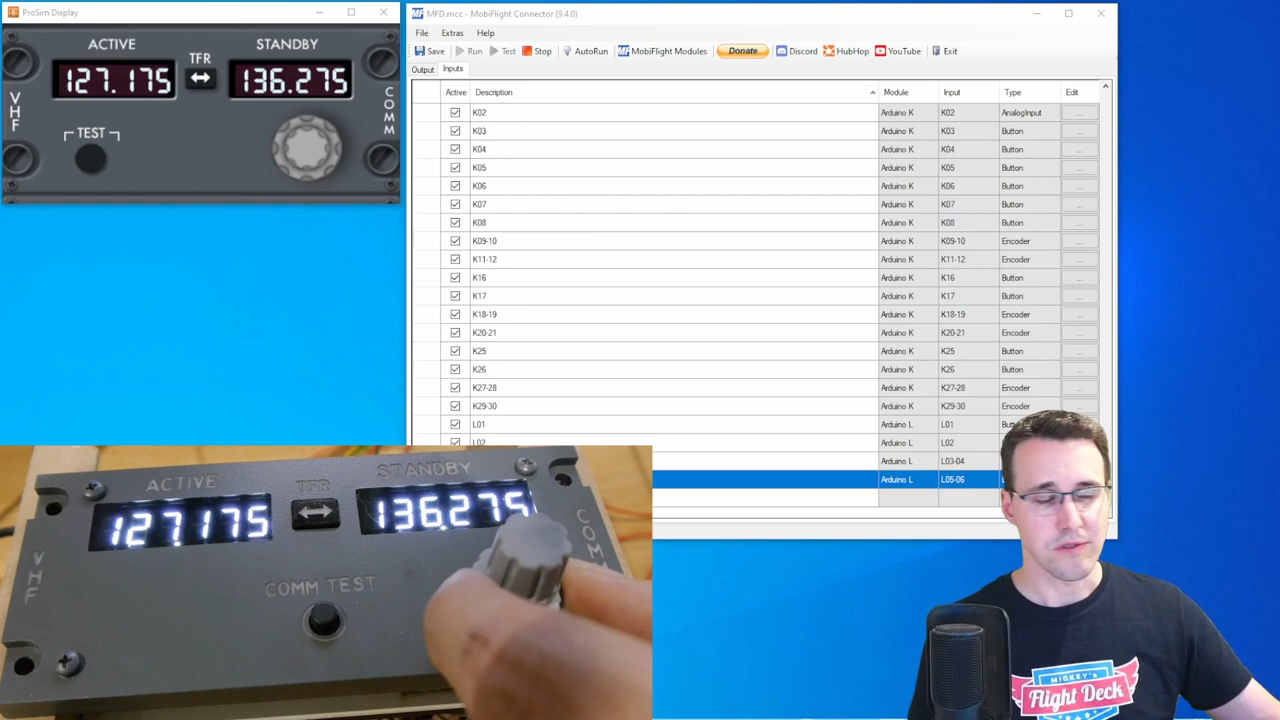 ProSim Display
ACTIVE
STANDBY
TFR
127.175
136.275
VHF
COMM
TEST
MFD.mcc - MobiFlight Connector (9.4.0)
File Extras Help
Save Run Test Stop AutoRun MobiFlight Modules Donate Discord HubHop YouTube Exit
Output Inputs
Active Description Module Input Type Edit
K02 Arduino K K02 AnalogInput ...
K03 Arduino K K03 Button ...
K04 Arduino K K04 Button ...
K05 Arduino K K05 Button ...
K06 Arduino K K06 Button ...
K07 Arduino K K07 Button ...
K08 Arduino K K08 Button ...
K09-10 Arduino K K09-10 Encoder ...
K11-12 Arduino K K11-12 Encoder ...
K16 Arduino K K16 Button ...
K17 Arduino K K17 Button ...
K18-19 Arduino K K18-19 Encoder ...
K20-21 Arduino K K20-21 Encoder ...
K25 Arduino K K25 Button ...
K26 Arduino K K26 Button ...
K27-28 Arduino K K27-28 Encoder ...
K29-30 Arduino K K29-30 Encoder ...
L01 Arduino L L01
L02 Arduino L L02
Arduino L L03-04
Arduino L L05-06
ACTIVE
STANDBY
TFR
127.175
136.275
VHF
COMM TEST
MICKEY's
Flight Deck